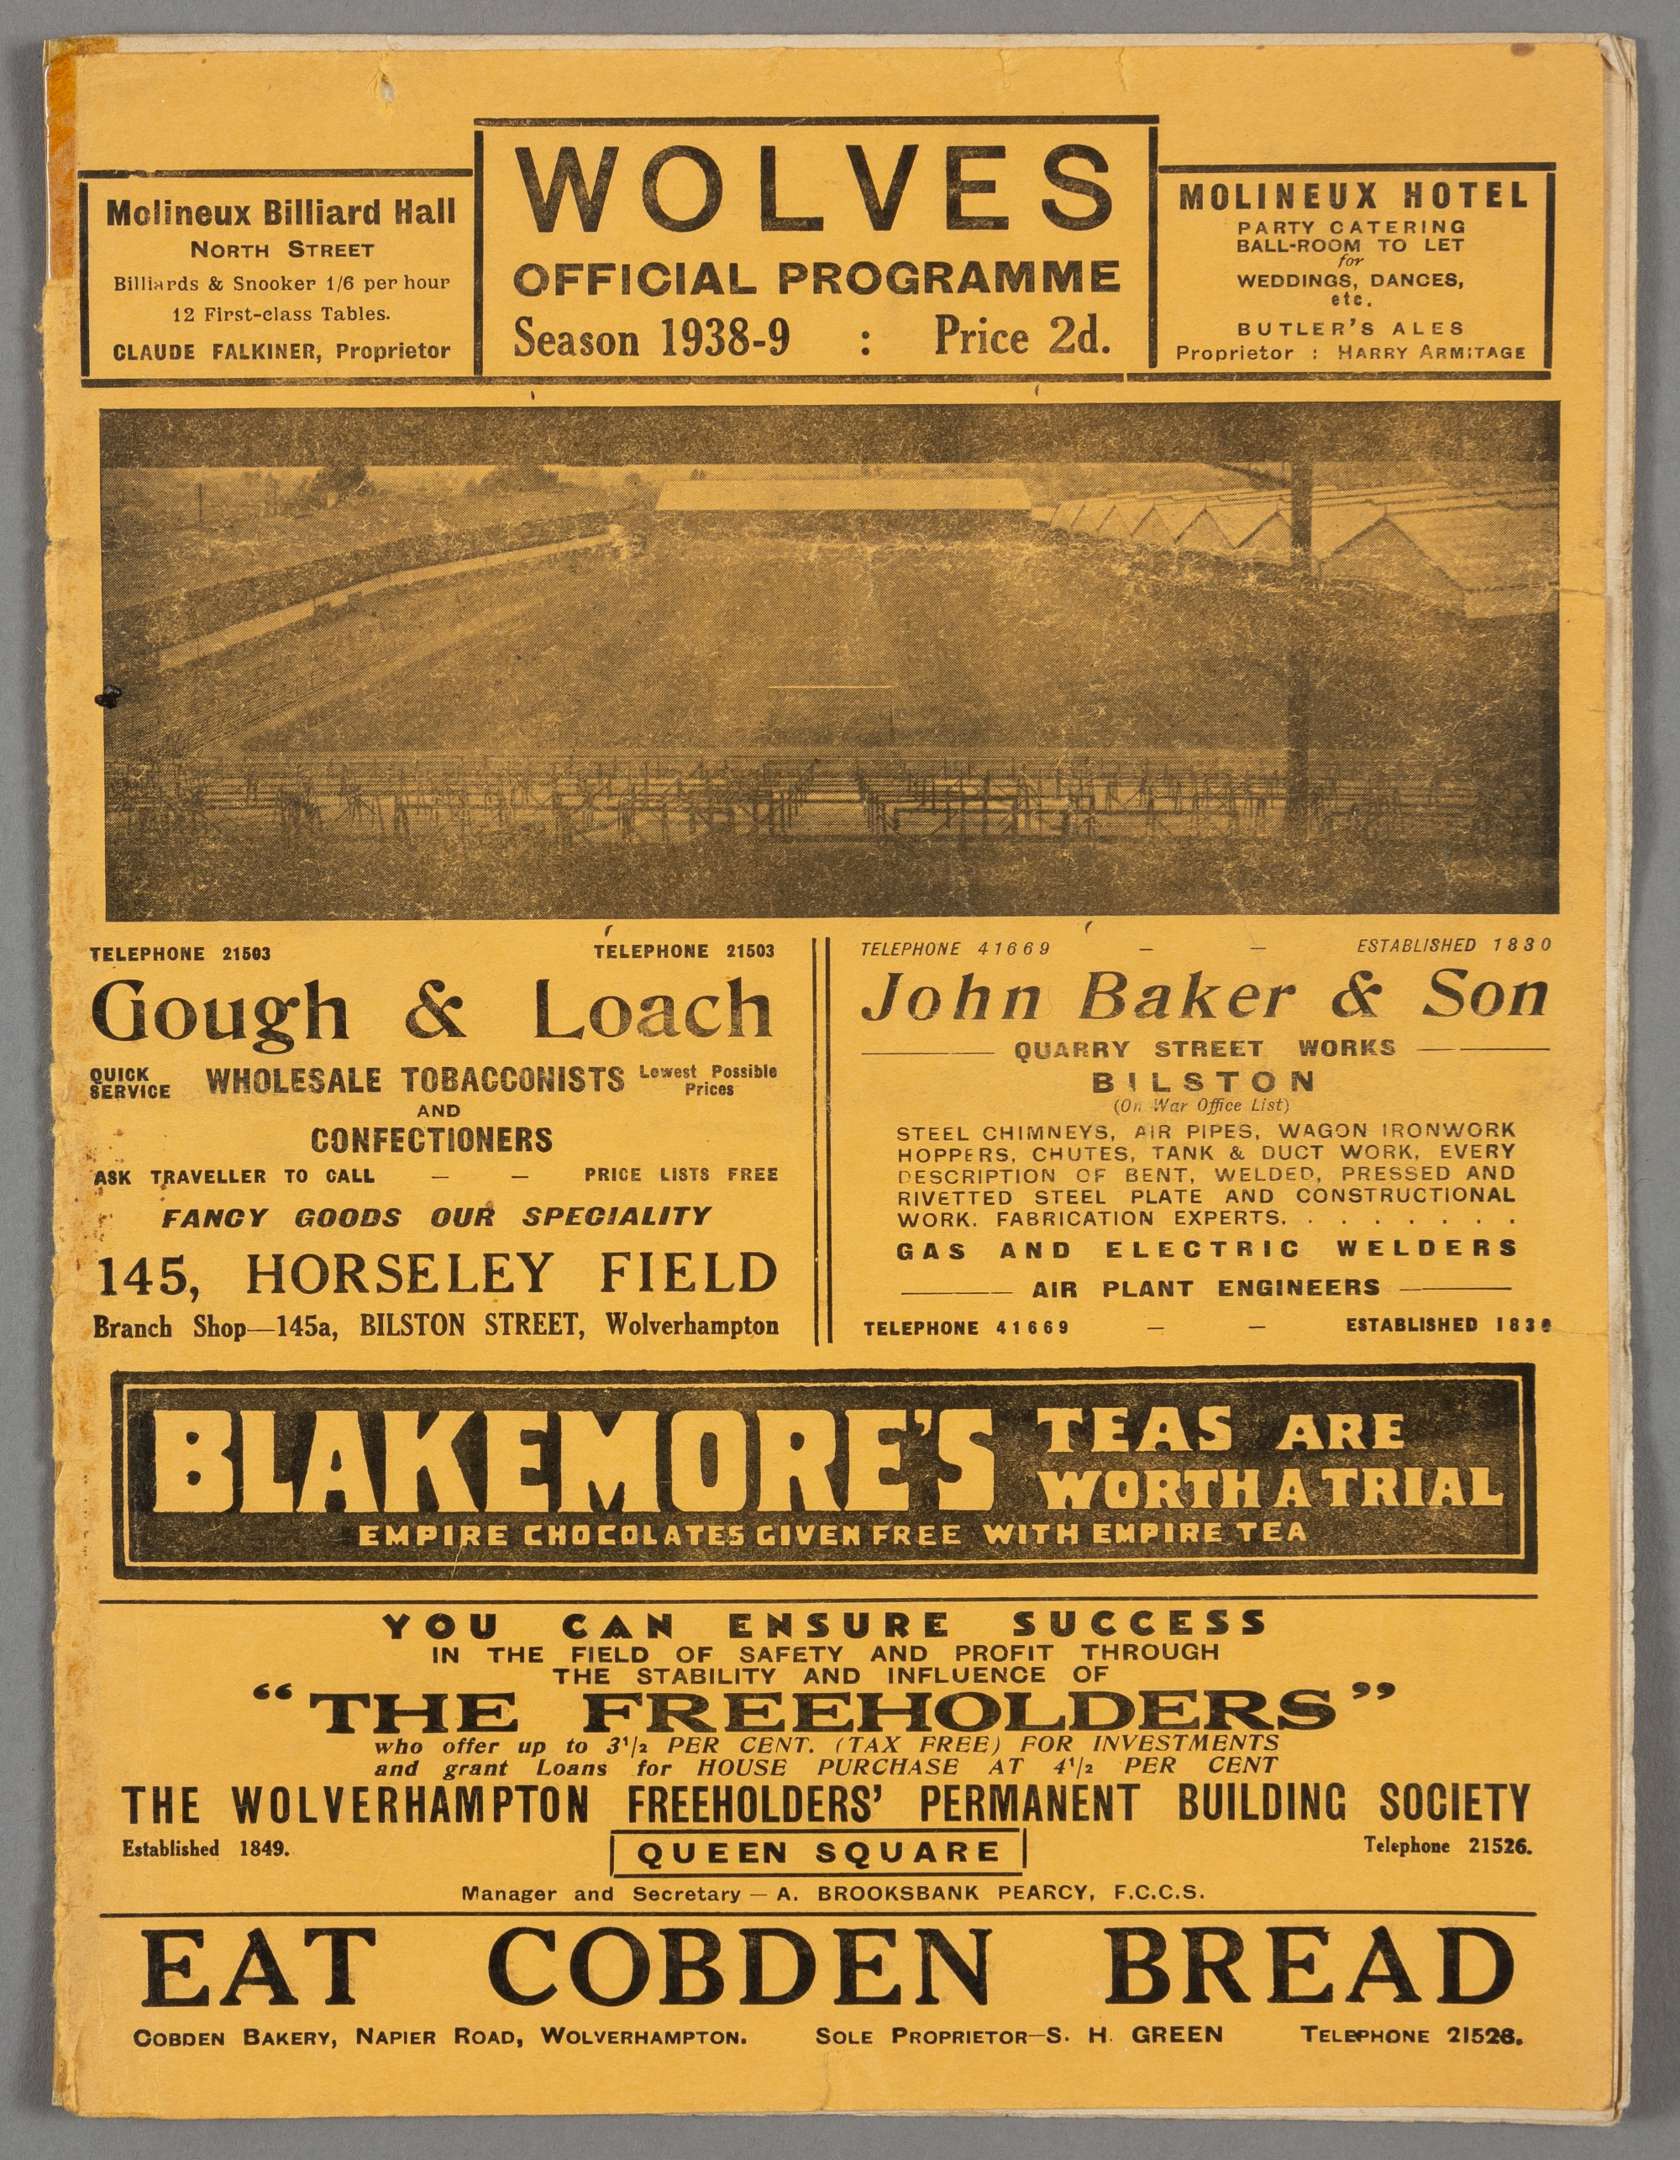 Molineux Billiard Hall
NORTH STREET
Billiards & Snooker 1/6 per hour
12 First-class Tables.
CLAUDE FALKINER, Proprietor
WOLVES
OFFICIAL PROGRAMME
Season 1938-9 : Price 2d.
MOLINEUX HOTEL
PARTY CATERING
BALL-ROOM TO LET
for
WEDDINGS, DANCES,
etc.
BUTLER'S ALES
Proprietor : HARRY ARMITAGE
TELEPHONE 21503 TELEPHONE 21503
Gough & Loach
QUICK SERVICE WHOLESALE TOBACCONISTS Lowest Possible Prices
AND
CONFECTIONERS
ASK TRAVELLER TO CALL — — PRICE LISTS FREE
FANCY GOODS OUR SPECIALITY
145, HORSELEY FIELD
Branch Shop—145a, BILSTON STREET, Wolverhampton
TELEPHONE 41669 — — ESTABLISHED 1830
John Baker & Son
QUARRY STREET WORKS
BILSTON
(On War Office List)
STEEL CHIMNEYS, AIR PIPES, WAGON IRONWORK
HOPPERS, CHUTES, TANK & DUCT WORK, EVERY
DESCRIPTION OF BENT, WELDED, PRESSED AND
RIVETTED STEEL PLATE AND CONSTRUCTIONAL
WORK. FABRICATION EXPERTS. . . . . . . .
GAS AND ELECTRIC WELDERS
AIR PLANT ENGINEERS
TELEPHONE 41669 — — ESTABLISHED 1830
BLAKEMORE'S TEAS ARE
WORTH A TRIAL
EMPIRE CHOCOLATES GIVEN FREE WITH EMPIRE TEA
YOU CAN ENSURE SUCCESS
IN THE FIELD OF SAFETY AND PROFIT THROUGH
THE STABILITY AND INFLUENCE OF
“THE FREEHOLDERS”
who offer up to 3½ PER CENT. (TAX FREE) FOR INVESTMENTS
and grant Loans for HOUSE PURCHASE AT 4½ PER CENT
THE WOLVERHAMPTON FREEHOLDERS' PERMANENT BUILDING SOCIETY
Established 1849. QUEEN SQUARE Telephone 21526.
Manager and Secretary — A. BROOKSBANK PEARCY, F.C.C.S.
EAT COBDEN BREAD
COBDEN BAKERY, NAPIER ROAD, WOLVERHAMPTON. SOLE PROPRIETOR—S. H. GREEN TELEPHONE 21526.